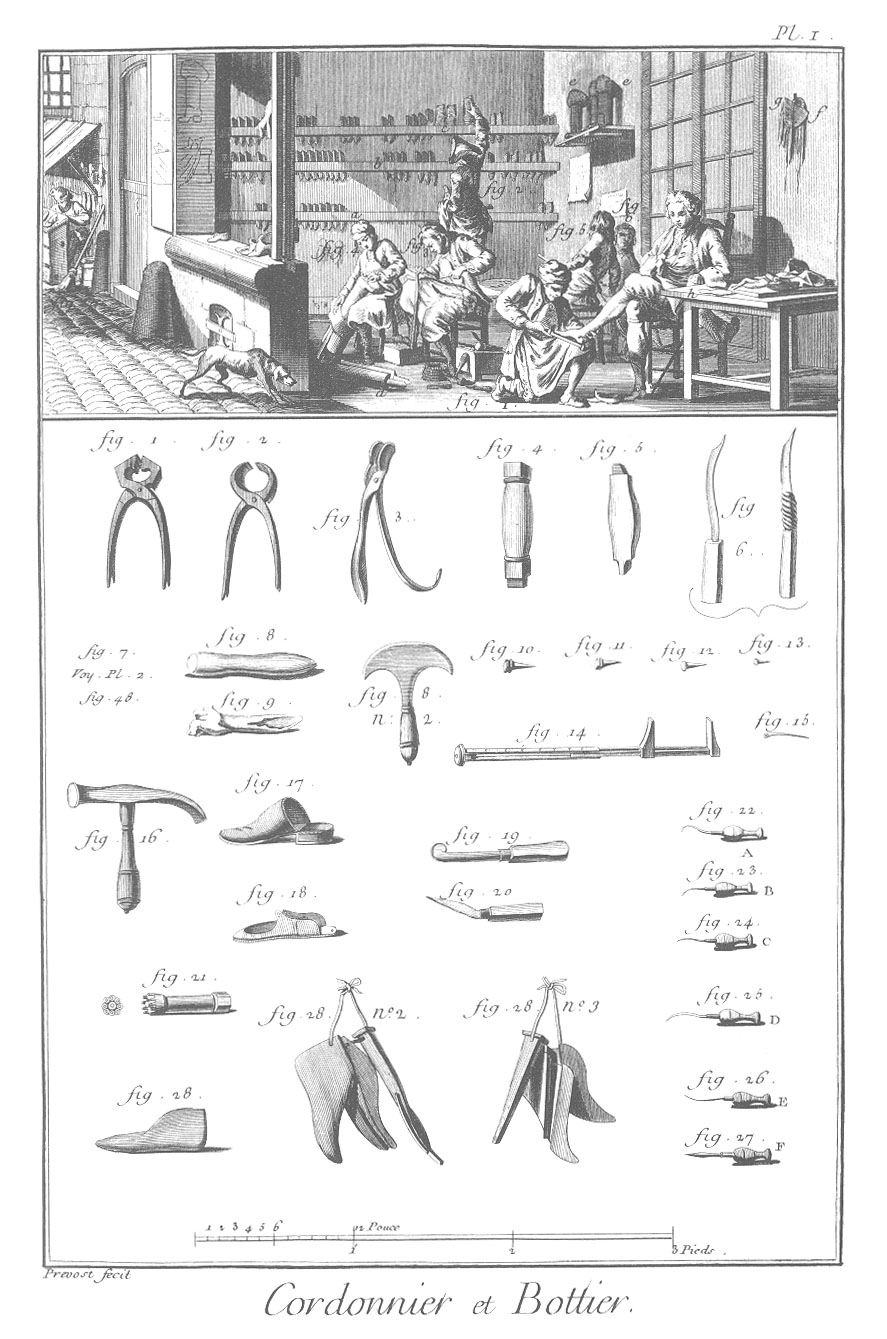 Pl. 1.
e
e
g
f
b
fig. 2
a
fig
6
fig. 5
fig. 4
fig.
h
d
fig. 1.
fig. 1. fig. 2.
fig. 4. fig. 5.
fig 3.
fig
6..
fig. 7.
Voy. Pl. 2.
fig. 48.
fig. 8.
fig. 9
fig. 8.
n: 2.
fig. 10. fig. 11. fig. 12. fig. 13.
fig. 14
fig. 15.
fig. 16.
fig. 17
fig. 18.
fig. 19.
fig. 20
fig. 22.
A
fig. 23.
B
fig. 24.
C
fig. 21.
fig. 25.
D
fig. 28. n.º 2.
fig. 28 n.º 3
fig. 28.
fig. 26.
E
fig. 27.
F
1 2 3 4 5 6 12 Pouce
1 2 3 Pieds.
Prevost fecit
Cordonnier et Bottier.